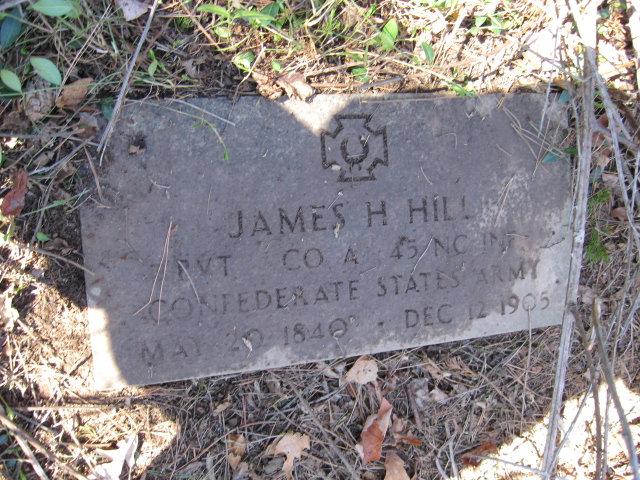 JAMES H HILL
PVT CO A 45 NC INF
CONFEDERATE STATES ARMY
MAY 20 1840 DEC 12 1905